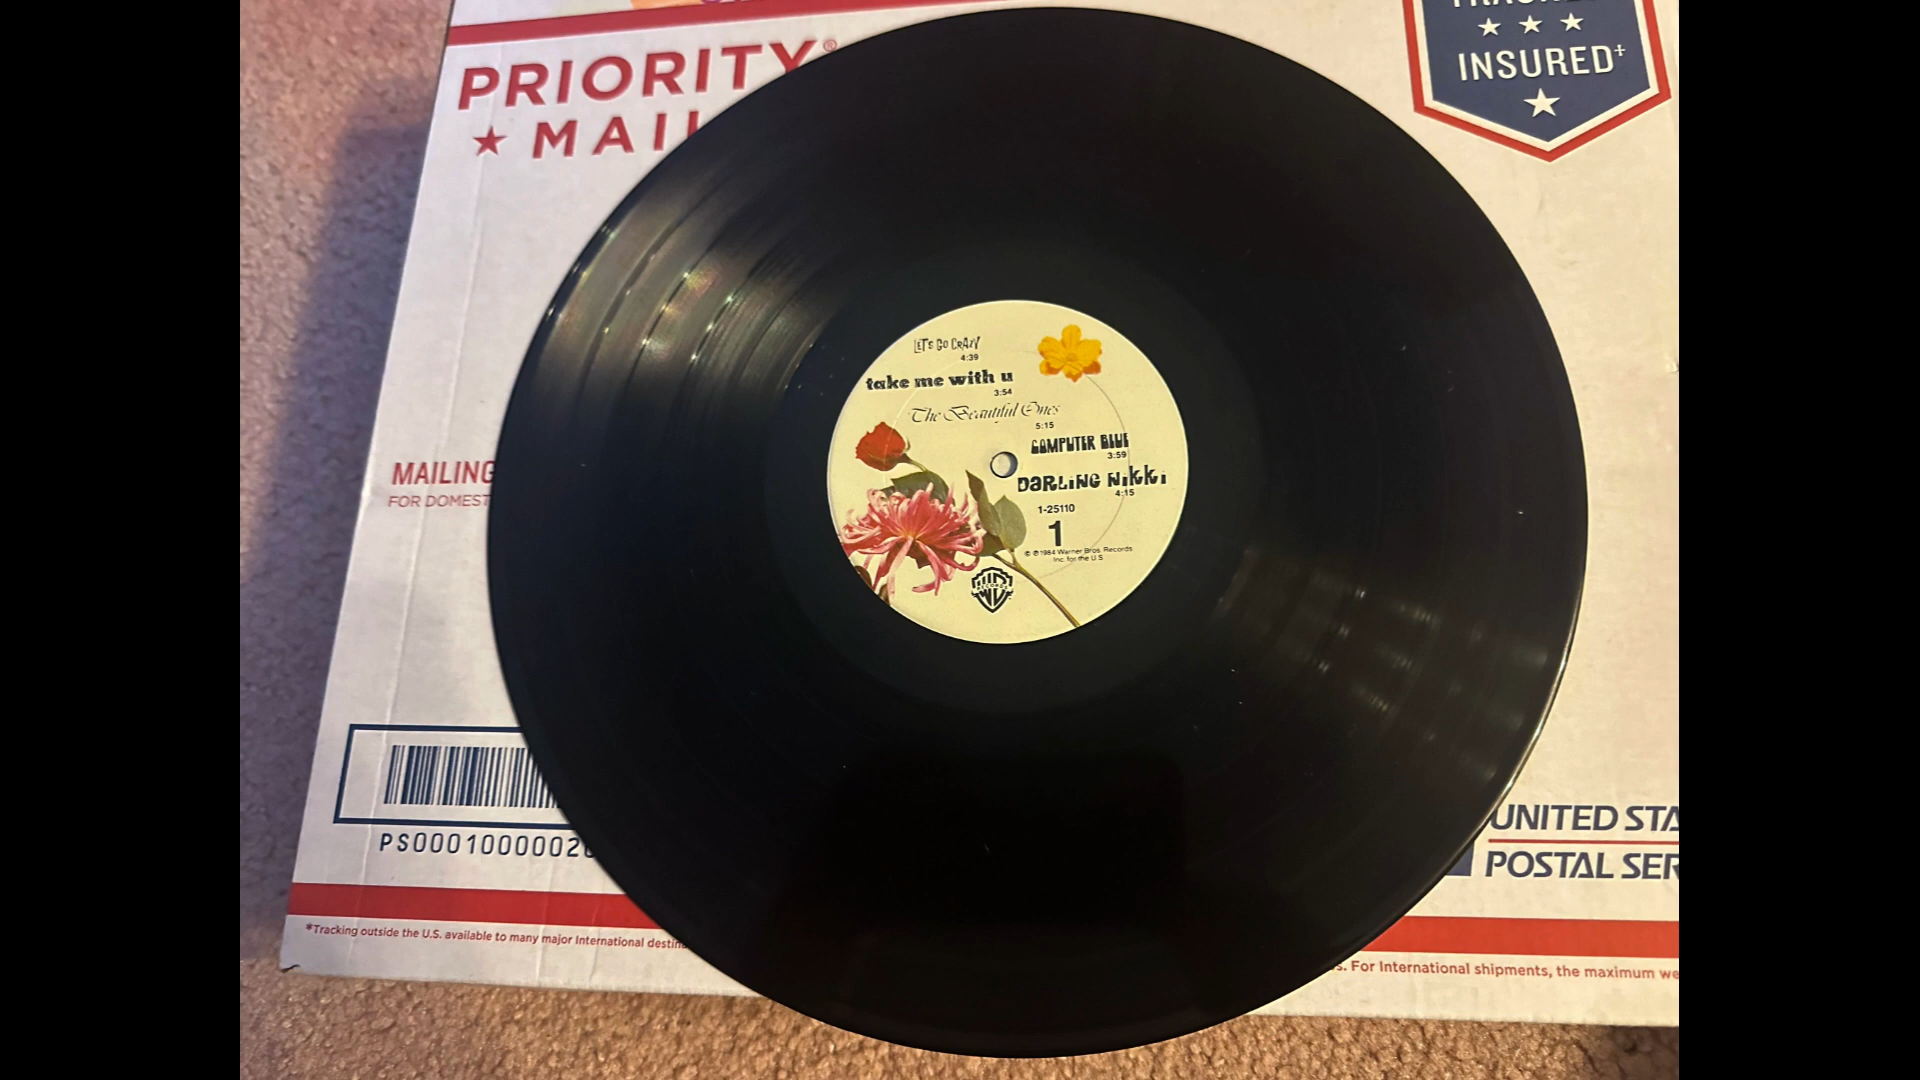 PRIORITY®
★ MAIL
★ ★ ★
INSURED+
★
LET'S GO CRAZY
4:39
take me with u
3:54
The Beautiful Ones
5:15
COMPUTER BLUE
3:59
DARLING NIKKI
4:15
1-25110
1
© ℗ 1984 Warner Bros. Records
Inc. for the U.S.
RECORDS
MAILING
FOR DOMEST
PS0001000002
UNITED STA
POSTAL SER
*Tracking outside the U.S. available to many major International destin
s. For International shipments, the maximum we